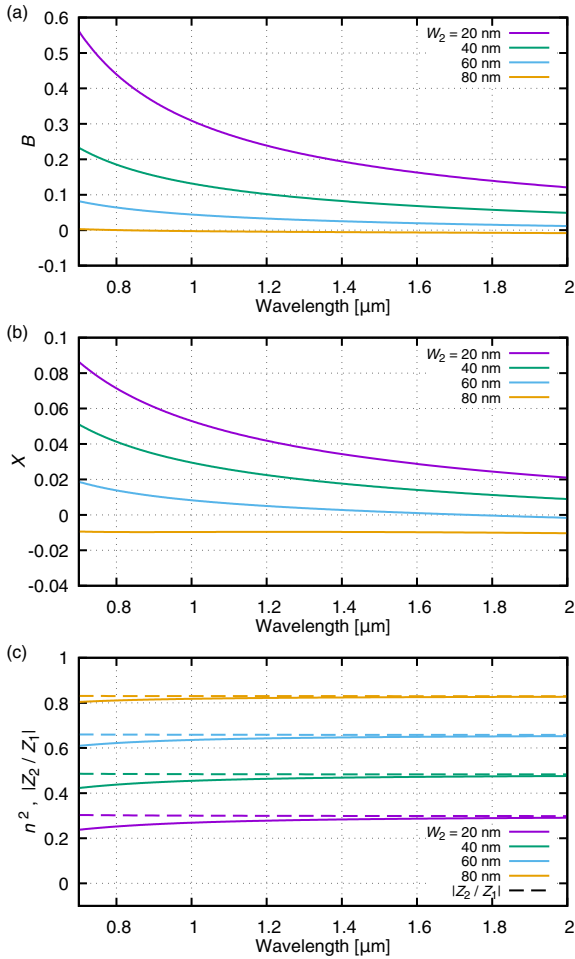 (a)
0.6
0.5
0.4
0.3
0.2
0.1
0
-0.1
B
W2 = 20 nm
40 nm
60 nm
80 nm
0.8 1 1.2 1.4 1.6 1.8 2
Wavelength [μm]
(b)
0.1
0.08
0.06
0.04
0.02
0
-0.02
-0.04
X
W2 = 20 nm
40 nm
60 nm
80 nm
0.8 1 1.2 1.4 1.6 1.8 2
Wavelength [μm]
(c)
1
0.8
0.6
0.4
0.2
0
n², |Z2 / Z1|
W2 = 20 nm
40 nm
60 nm
80 nm
|Z2 / Z1|
0.8 1 1.2 1.4 1.6 1.8 2
Wavelength [μm]